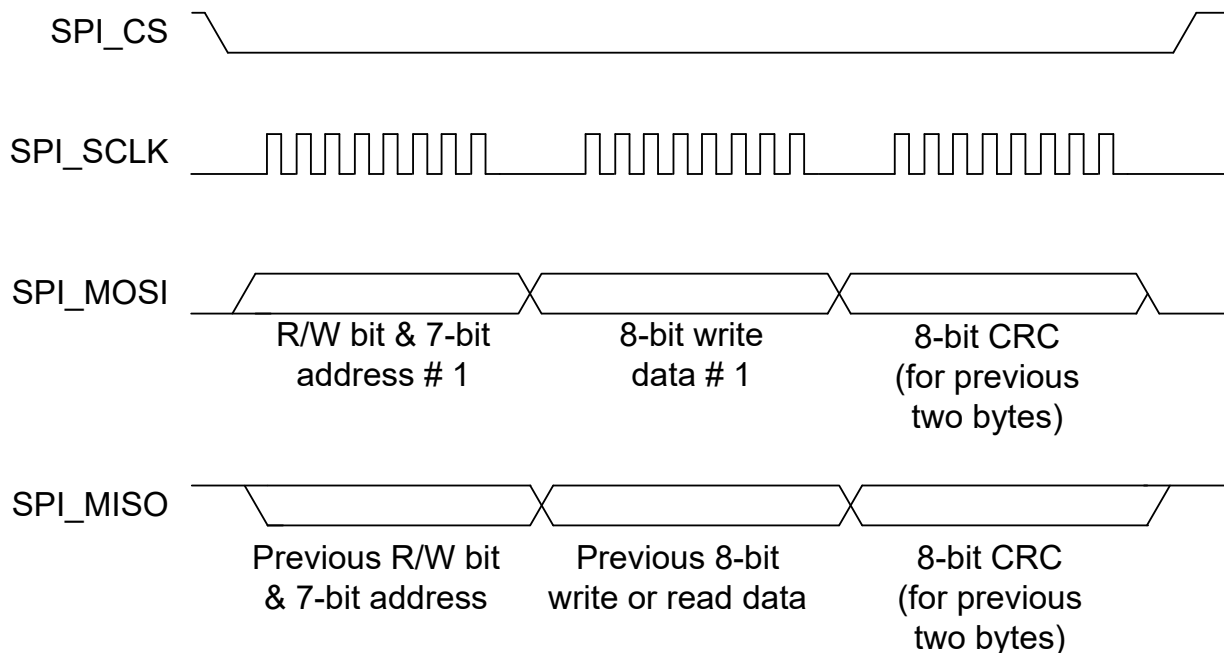 SPI_CS
SPI_SCLK
SPI_MOSI
R/W bit & 7-bit
address # 1
8-bit write
data # 1
8-bit CRC
(for previous
two bytes)
SPI_MISO
Previous R/W bit
& 7-bit address
Previous 8-bit
write or read data
8-bit CRC
(for previous
two bytes)